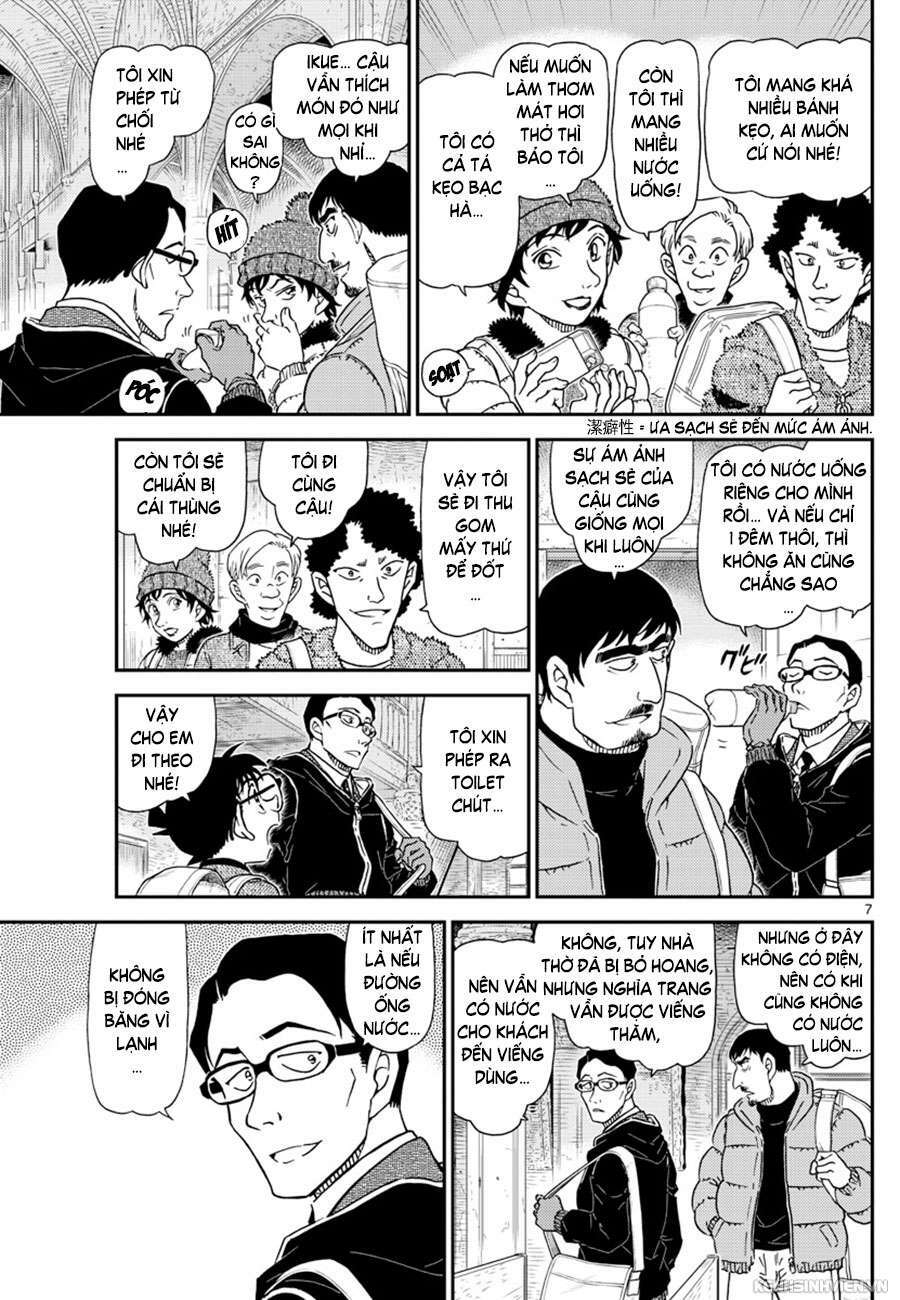 TÔI MANG KHÁ
NHIỀU BÁNH
KẸO, AI MUỐN
CỨ NÓI NHÉ!
CÒN
TÔI THÌ
MANG
NHIỀU
NƯỚC
UỐNG!
NẾU MUỐN
LÀM THƠM
MÁT HƠI
THỞ THÌ
BẢO TÔI
...
TÔI CÓ
CẢ TÁ
KẸO BẠC
HÀ...
SOẠT
IKUE... CẬU
VẪN THÍCH
MÓN ĐÓ NHƯ
MỌI KHI
NHỈ...
CÓ GÌ
SAI
KHÔNG
?
HÍT
TÔI XIN
PHÉP TỪ
CHỐI
NHÉ
...
PÓC
潔癖性 = ƯA SẠCH SẼ ĐẾN MỨC ÁM ẢNH.
TÔI CÓ NƯỚC UỐNG
RIÊNG CHO MÌNH
RỒI... VÀ NẾU CHỈ
1 ĐÊM THÔI, THÌ
KHÔNG ĂN CŨNG
CHẲNG SAO
...
SỰ ÁM ẢNH
SẠCH SẼ CỦA
CẬU CŨNG
GIỐNG MỌI
KHI LUÔN
...
グビッ
VẬY TÔI
SẼ ĐI THU
GOM
MẤY THỨ
ĐỂ ĐỐT
TÔI ĐI
CÙNG
CẬU!
CÒN TÔI SẼ
CHUẨN BỊ
CÁI THÙNG
NHÉ!
TÔI XIN
PHÉP RA
TOILET
CHÚT...
VẬY
CHO EM
ĐI THEO
NHÉ!
7
NHƯNG Ở ĐÂY
KHÔNG CÓ ĐIỆN,
NÊN CÓ KHI
CŨNG KHÔNG
CÓ NƯỚC
LUÔN...
KHÔNG, TUY NHÀ
THỜ ĐÃ BỊ BỎ HOANG,
NHƯNG NGHĨA TRANG
VẪN ĐƯỢC VIẾNG
THĂM,
NÊN VẪN
CÓ NƯỚC
CHO KHÁCH
ĐẾN VIẾNG
DÙNG...
ÍT NHẤT
LÀ NẾU
ĐƯỜNG
ỐNG
NƯỚC...
KHÔNG
BỊ ĐÓNG
BĂNG VÌ
LẠNH
...
KENHSINHVIEN.VN